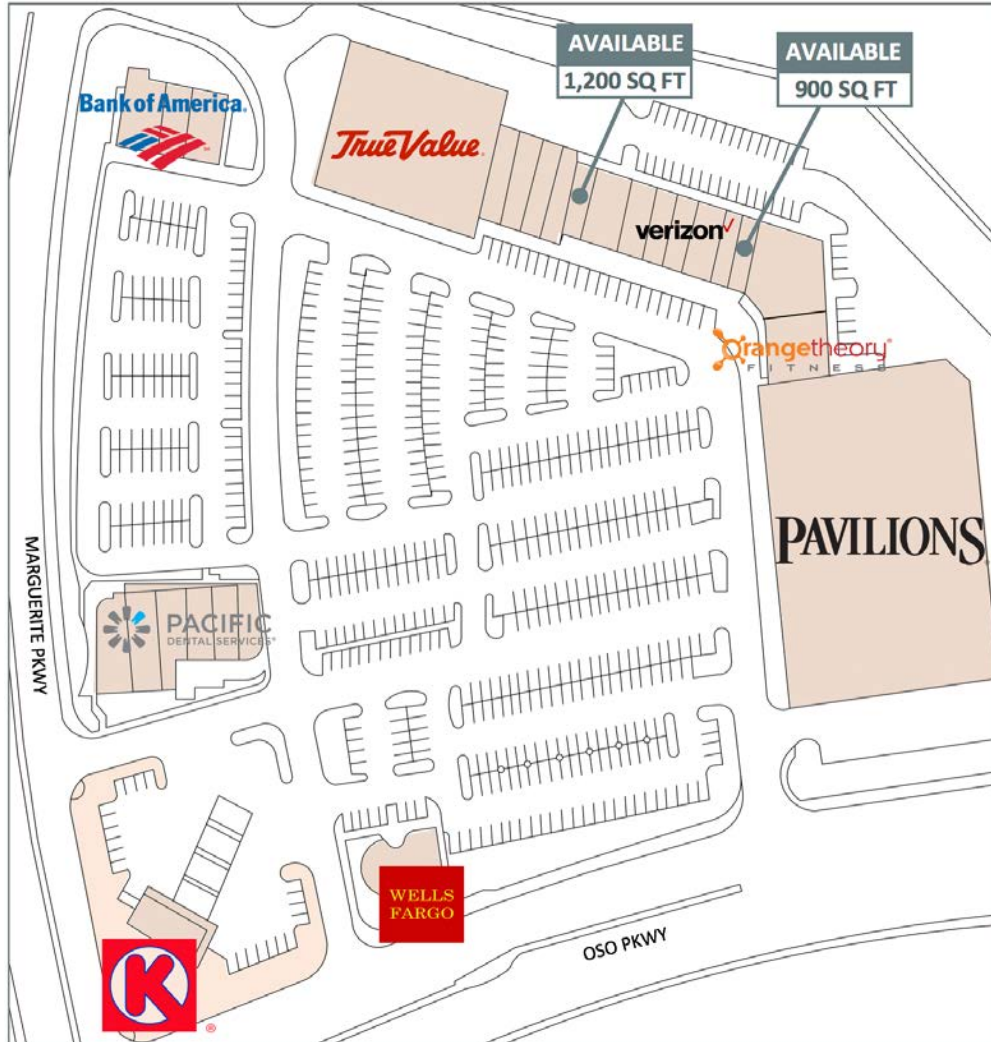 AVAILABLE
1,200 SQ FT
AVAILABLE
900 SQ FT
Bank of America.
True Value.
verizon✓
Orangetheory®
FITNESS
PAVILIONS
MARGUERITE PKWY
PACIFIC
DENTAL SERVICES®
WELLS
FARGO
OSO PKWY
K
®